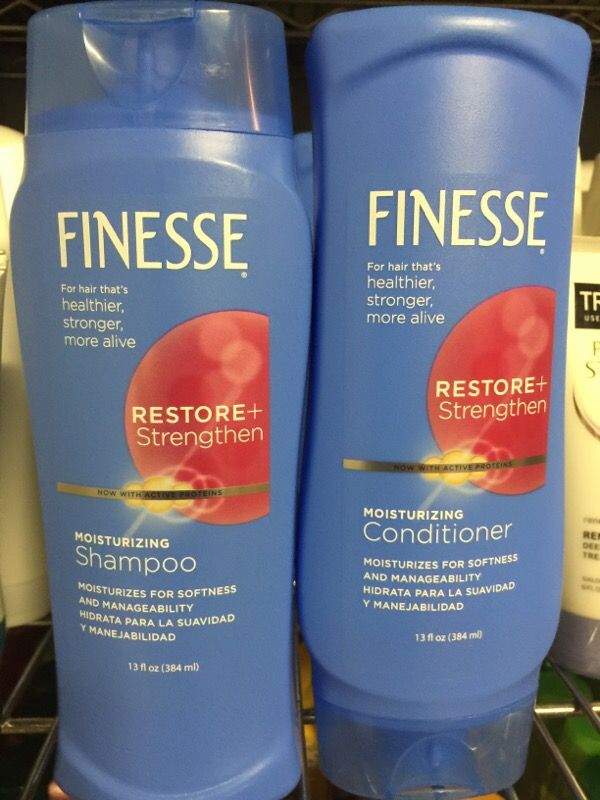 FINESSE®
For hair that's
healthier,
stronger,
more alive
RESTORE+
Strengthen
NOW WITH ACTIVE PROTEINS
MOISTURIZING
Shampoo
MOISTURIZES FOR SOFTNESS
AND MANAGEABILITY
HIDRATA PARA LA SUAVIDAD
Y MANEJABILIDAD
13 fl oz (384 ml)
FINESSE®
For hair that's
healthier,
stronger,
more alive
RESTORE+
Strengthen
NOW WITH ACTIVE PROTEINS
MOISTURIZING
Conditioner
MOISTURIZES FOR SOFTNESS
AND MANAGEABILITY
HIDRATA PARA LA SUAVIDAD
Y MANEJABILIDAD
13 fl oz (384 ml)
TR
USE